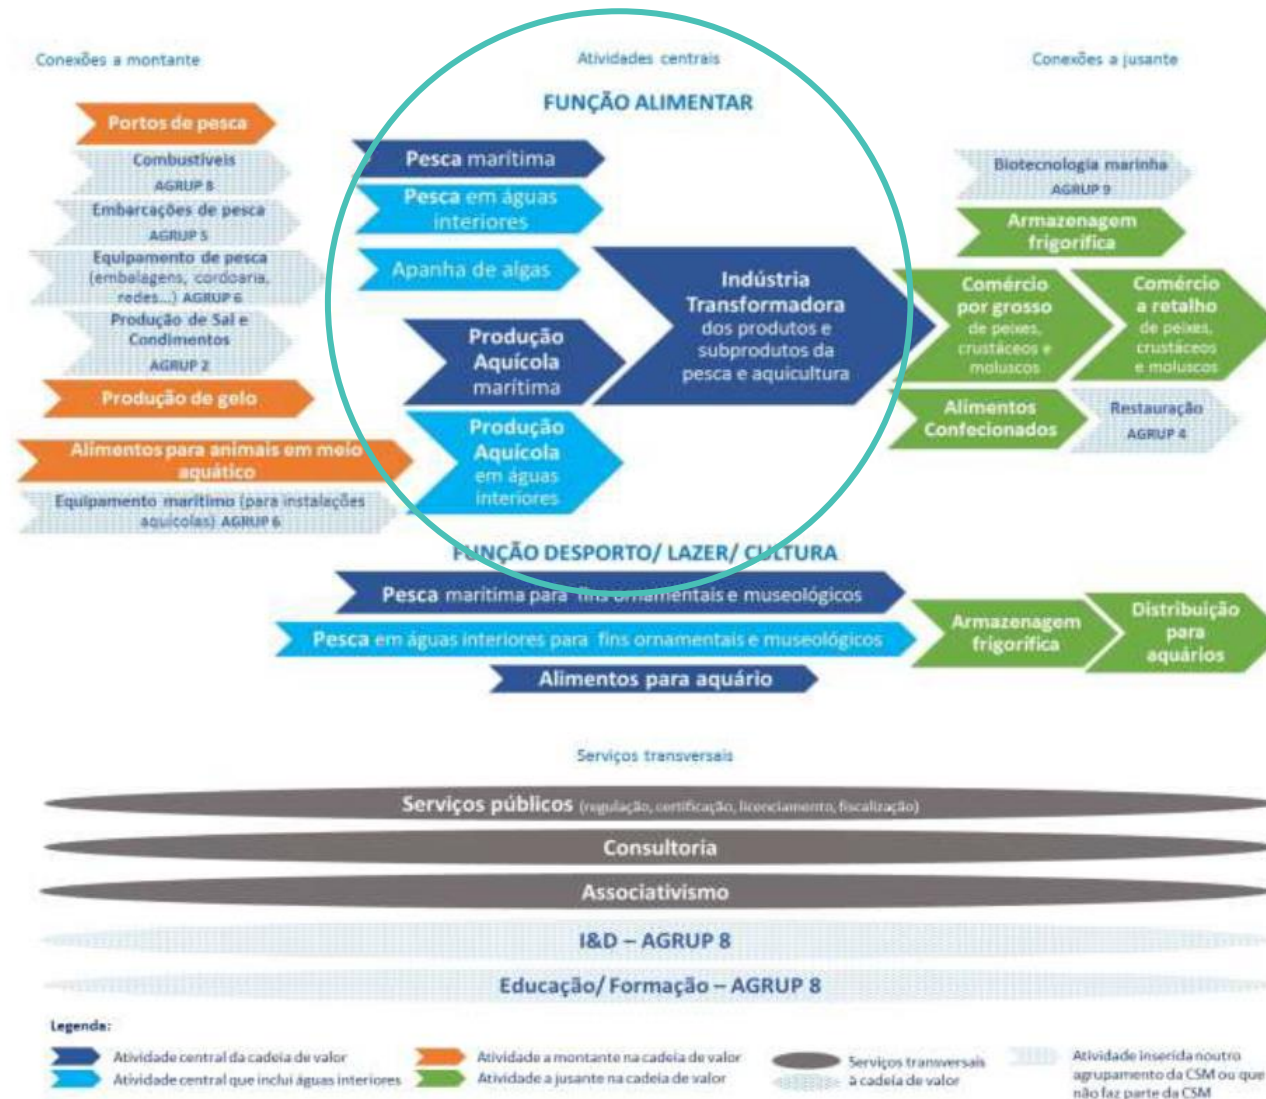 Conexões a montante
Atividades centrais
Conexões a jusante
FUNÇÃO ALIMENTAR
Portos de pesca
Combustíveis
AGRUP 8
Embarcações de pesca
AGRUP 5
Equipamento de pesca
(embalagens, cordoaria,
redes...) AGRUP 6
Produção de Sal e
Condimentos
AGRUP 2
Produção de gelo
Alimentos para animais em meio
aquático
Equipamento marítimo (para instalações
aquícolas) AGRUP 6
Pesca marítima
Pesca em águas
interiores
Apanha de algas
Produção
Aquícola
marítima
Produção
Aquícola
em águas
interiores
Indústria
Transformadora
dos produtos e
subprodutos da
pesca e aquicultura
Biotecnologia marinha
AGRUP 9
Armazenagem
frigorífica
Comércio
por grosso
de peixes,
crustáceos e
moluscos
Comércio
a retalho
de peixes,
crustáceos
e moluscos
Alimentos
Confecionados
Restauração
AGRUP 4
FUNÇÃO DESPORTO/ LAZER/ CULTURA
Pesca marítima para fins ornamentais e museológicos
Pesca em águas interiores para fins ornamentais e museológicos
Alimentos para aquário
Armazenagem
frigorífica
Distribuição
para
aquários
Serviços transversais
Serviços públicos (regulação, certificação, licenciamento, fiscalização)
Consultoria
Associativismo
I&D – AGRUP 8
Educação/ Formação – AGRUP 8
Legenda:
Atividade central da cadeia de valor
Atividade central que inclui águas interiores
Atividade a montante na cadeia de valor
Atividade a jusante na cadeia de valor
Serviços transversais
à cadeia de valor
Atividade inserida noutro
agrupamento da CSM ou que
não faz parte da CSM